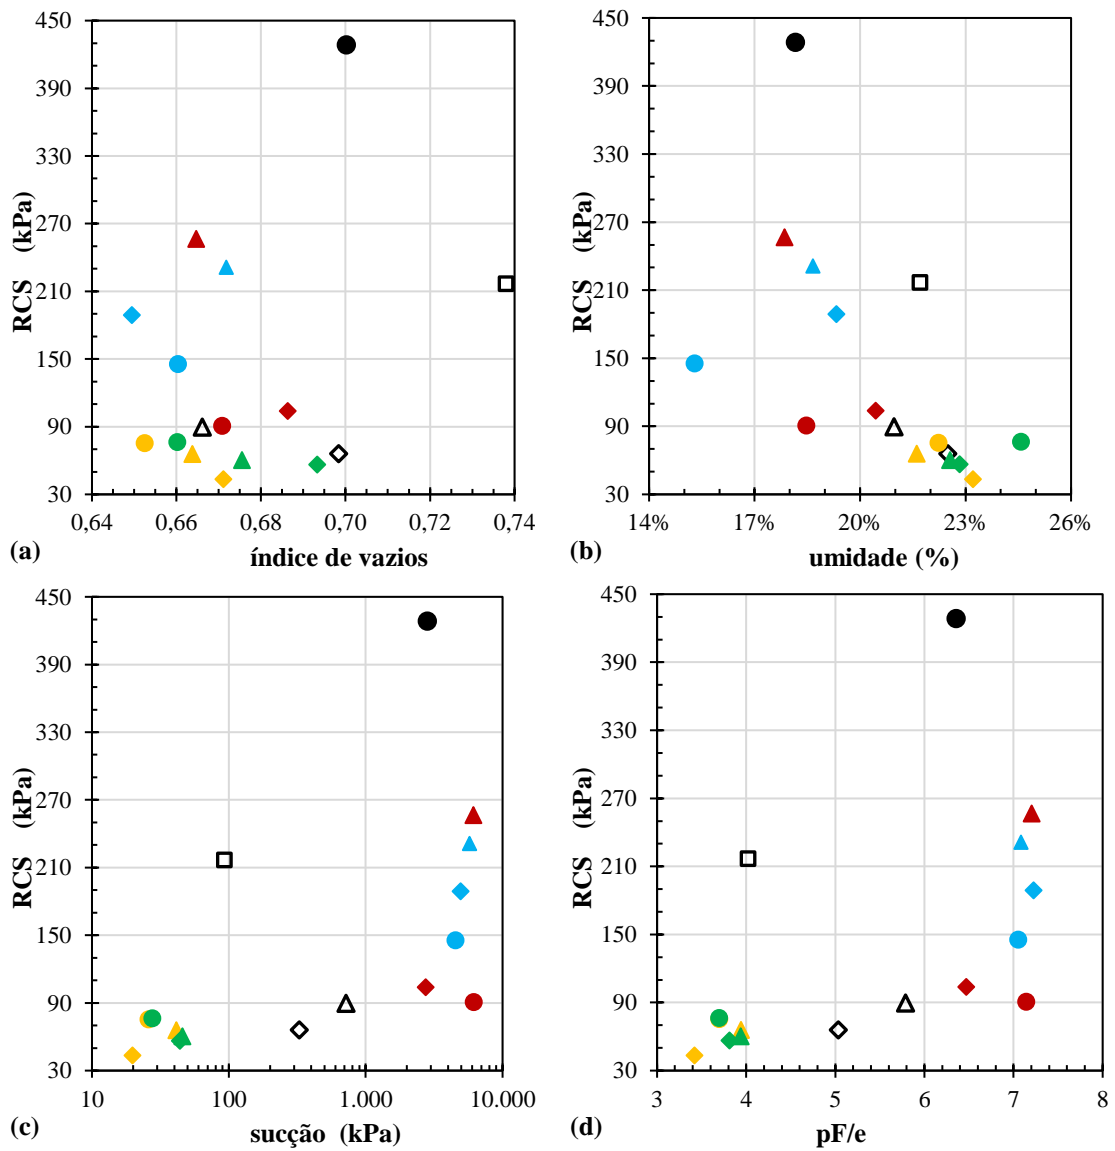 450
390
330
270
210
150
90
30
RCS (kPa)
0,64 0,66 0,68 0,70 0,72 0,74
(a) índice de vazios
450
390
330
270
210
150
90
30
RCS (kPa)
14% 17% 20% 23% 26%
(b) umidade (%)
450
390
330
270
210
150
90
30
RCS (kPa)
10 100 1.000 10.000
(c) sucção (kPa)
450
390
330
270
210
150
90
30
RCS (kPa)
3 4 5 6 7 8
(d) pF/e